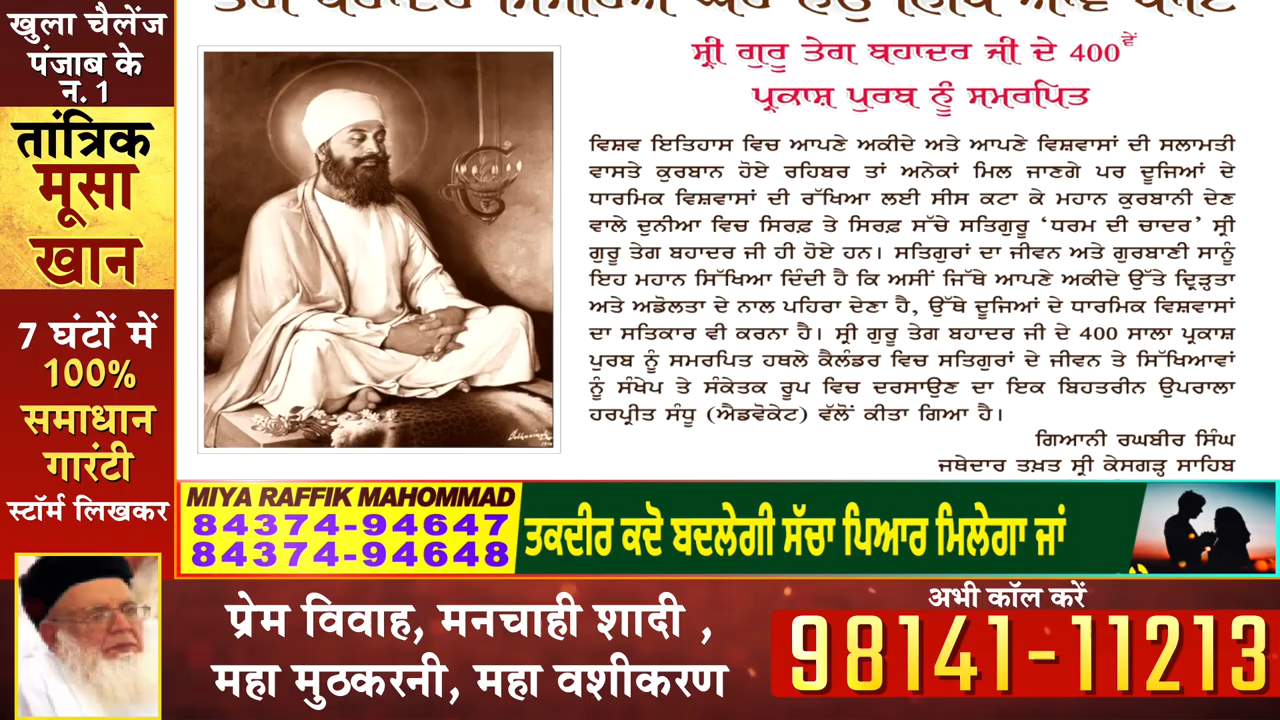 खुला चैलेंज
पंजाब के
न. 1
तांत्रिक
मूसा
खान
7 घंटों में
100%
समाधान
गारंटी
स्टॉर्म लिखकर
ਸ੍ਰੀ ਗੁਰੂ ਤੇਗ ਬਹਾਦਰ ਜੀ ਦੇ 400ਵੇਂ
ਪ੍ਰਕਾਸ਼ ਪੁਰਬ ਨੂੰ ਸਮਰਪਿਤ
ਵਿਸ਼ਵ ਇਤਿਹਾਸ ਵਿਚ ਆਪਣੇ ਅਕੀਦੇ ਅਤੇ ਆਪਣੇ ਵਿਸ਼ਵਾਸਾਂ ਦੀ ਸਲਾਮਤੀ
ਵਾਸਤੇ ਕੁਰਬਾਨ ਹੋਏ ਰਹਿਬਰ ਤਾਂ ਅਨੇਕਾਂ ਮਿਲ ਜਾਣਗੇ ਪਰ ਦੂਜਿਆਂ ਦੇ
ਧਾਰਮਿਕ ਵਿਸ਼ਵਾਸਾਂ ਦੀ ਰੱਖਿਆ ਲਈ ਸੀਸ ਕਟਾ ਕੇ ਮਹਾਨ ਕੁਰਬਾਨੀ ਦੇਣ
ਵਾਲੇ ਦੁਨੀਆ ਵਿਚ ਸਿਰਫ਼ ਤੇ ਸਿਰਫ਼ ਸੱਚੇ ਸਤਿਗੁਰੂ ‘ਧਰਮ ਦੀ ਚਾਦਰ’ ਸ੍ਰੀ
ਗੁਰੂ ਤੇਗ ਬਹਾਦਰ ਜੀ ਹੀ ਹੋਏ ਹਨ। ਸਤਿਗੁਰਾਂ ਦਾ ਜੀਵਨ ਅਤੇ ਗੁਰਬਾਣੀ ਸਾਨੂੰ
ਇਹ ਮਹਾਨ ਸਿੱਖਿਆ ਦਿੰਦੀ ਹੈ ਕਿ ਅਸੀਂ ਜਿੱਥੇ ਆਪਣੇ ਅਕੀਦੇ ਉੱਤੇ ਦ੍ਰਿੜ੍ਹਤਾ
ਅਤੇ ਅਡੋਲਤਾ ਦੇ ਨਾਲ ਪਹਿਰਾ ਦੇਣਾ ਹੈ, ਉੱਥੇ ਦੂਜਿਆਂ ਦੇ ਧਾਰਮਿਕ ਵਿਸ਼ਵਾਸਾਂ
ਦਾ ਸਤਿਕਾਰ ਵੀ ਕਰਨਾ ਹੈ। ਸ੍ਰੀ ਗੁਰੂ ਤੇਗ ਬਹਾਦਰ ਜੀ ਦੇ 400 ਸਾਲਾ ਪ੍ਰਕਾਸ਼
ਪੁਰਬ ਨੂੰ ਸਮਰਪਿਤ ਹਥਲੇ ਕੈਲੰਡਰ ਵਿਚ ਸਤਿਗੁਰਾਂ ਦੇ ਜੀਵਨ ਤੇ ਸਿੱਖਿਆਵਾਂ
ਨੂੰ ਸੰਖੇਪ ਤੇ ਸੰਕੇਤਕ ਰੂਪ ਵਿਚ ਦਰਸਾਉਣ ਦਾ ਇਕ ਬਿਹਤਰੀਨ ਉਪਰਾਲਾ
ਹਰਪ੍ਰੀਤ ਸੰਧੂ (ਐਡਵੋਕੇਟ) ਵੱਲੋਂ ਕੀਤਾ ਗਿਆ ਹੈ।
ਗਿਆਨੀ ਰਘਬੀਰ ਸਿੰਘ
ਜਥੇਦਾਰ ਤਖ਼ਤ ਸ੍ਰੀ ਕੇਸਗੜ੍ਹ ਸਾਹਿਬ
MIYA RAFFIK MAHOMMAD
84374-94647
84374-94648
ਤਕਦੀਰ ਕਦੋ ਬਦਲੇਗੀ ਸੱਚਾ ਪਿਆਰ ਮਿਲੇਗਾ ਜਾਂ
प्रेम विवाह, मनचाही शादी ,
महा मुठकरनी, महा वशीकरण
अभी कॉल करें
98141-11213